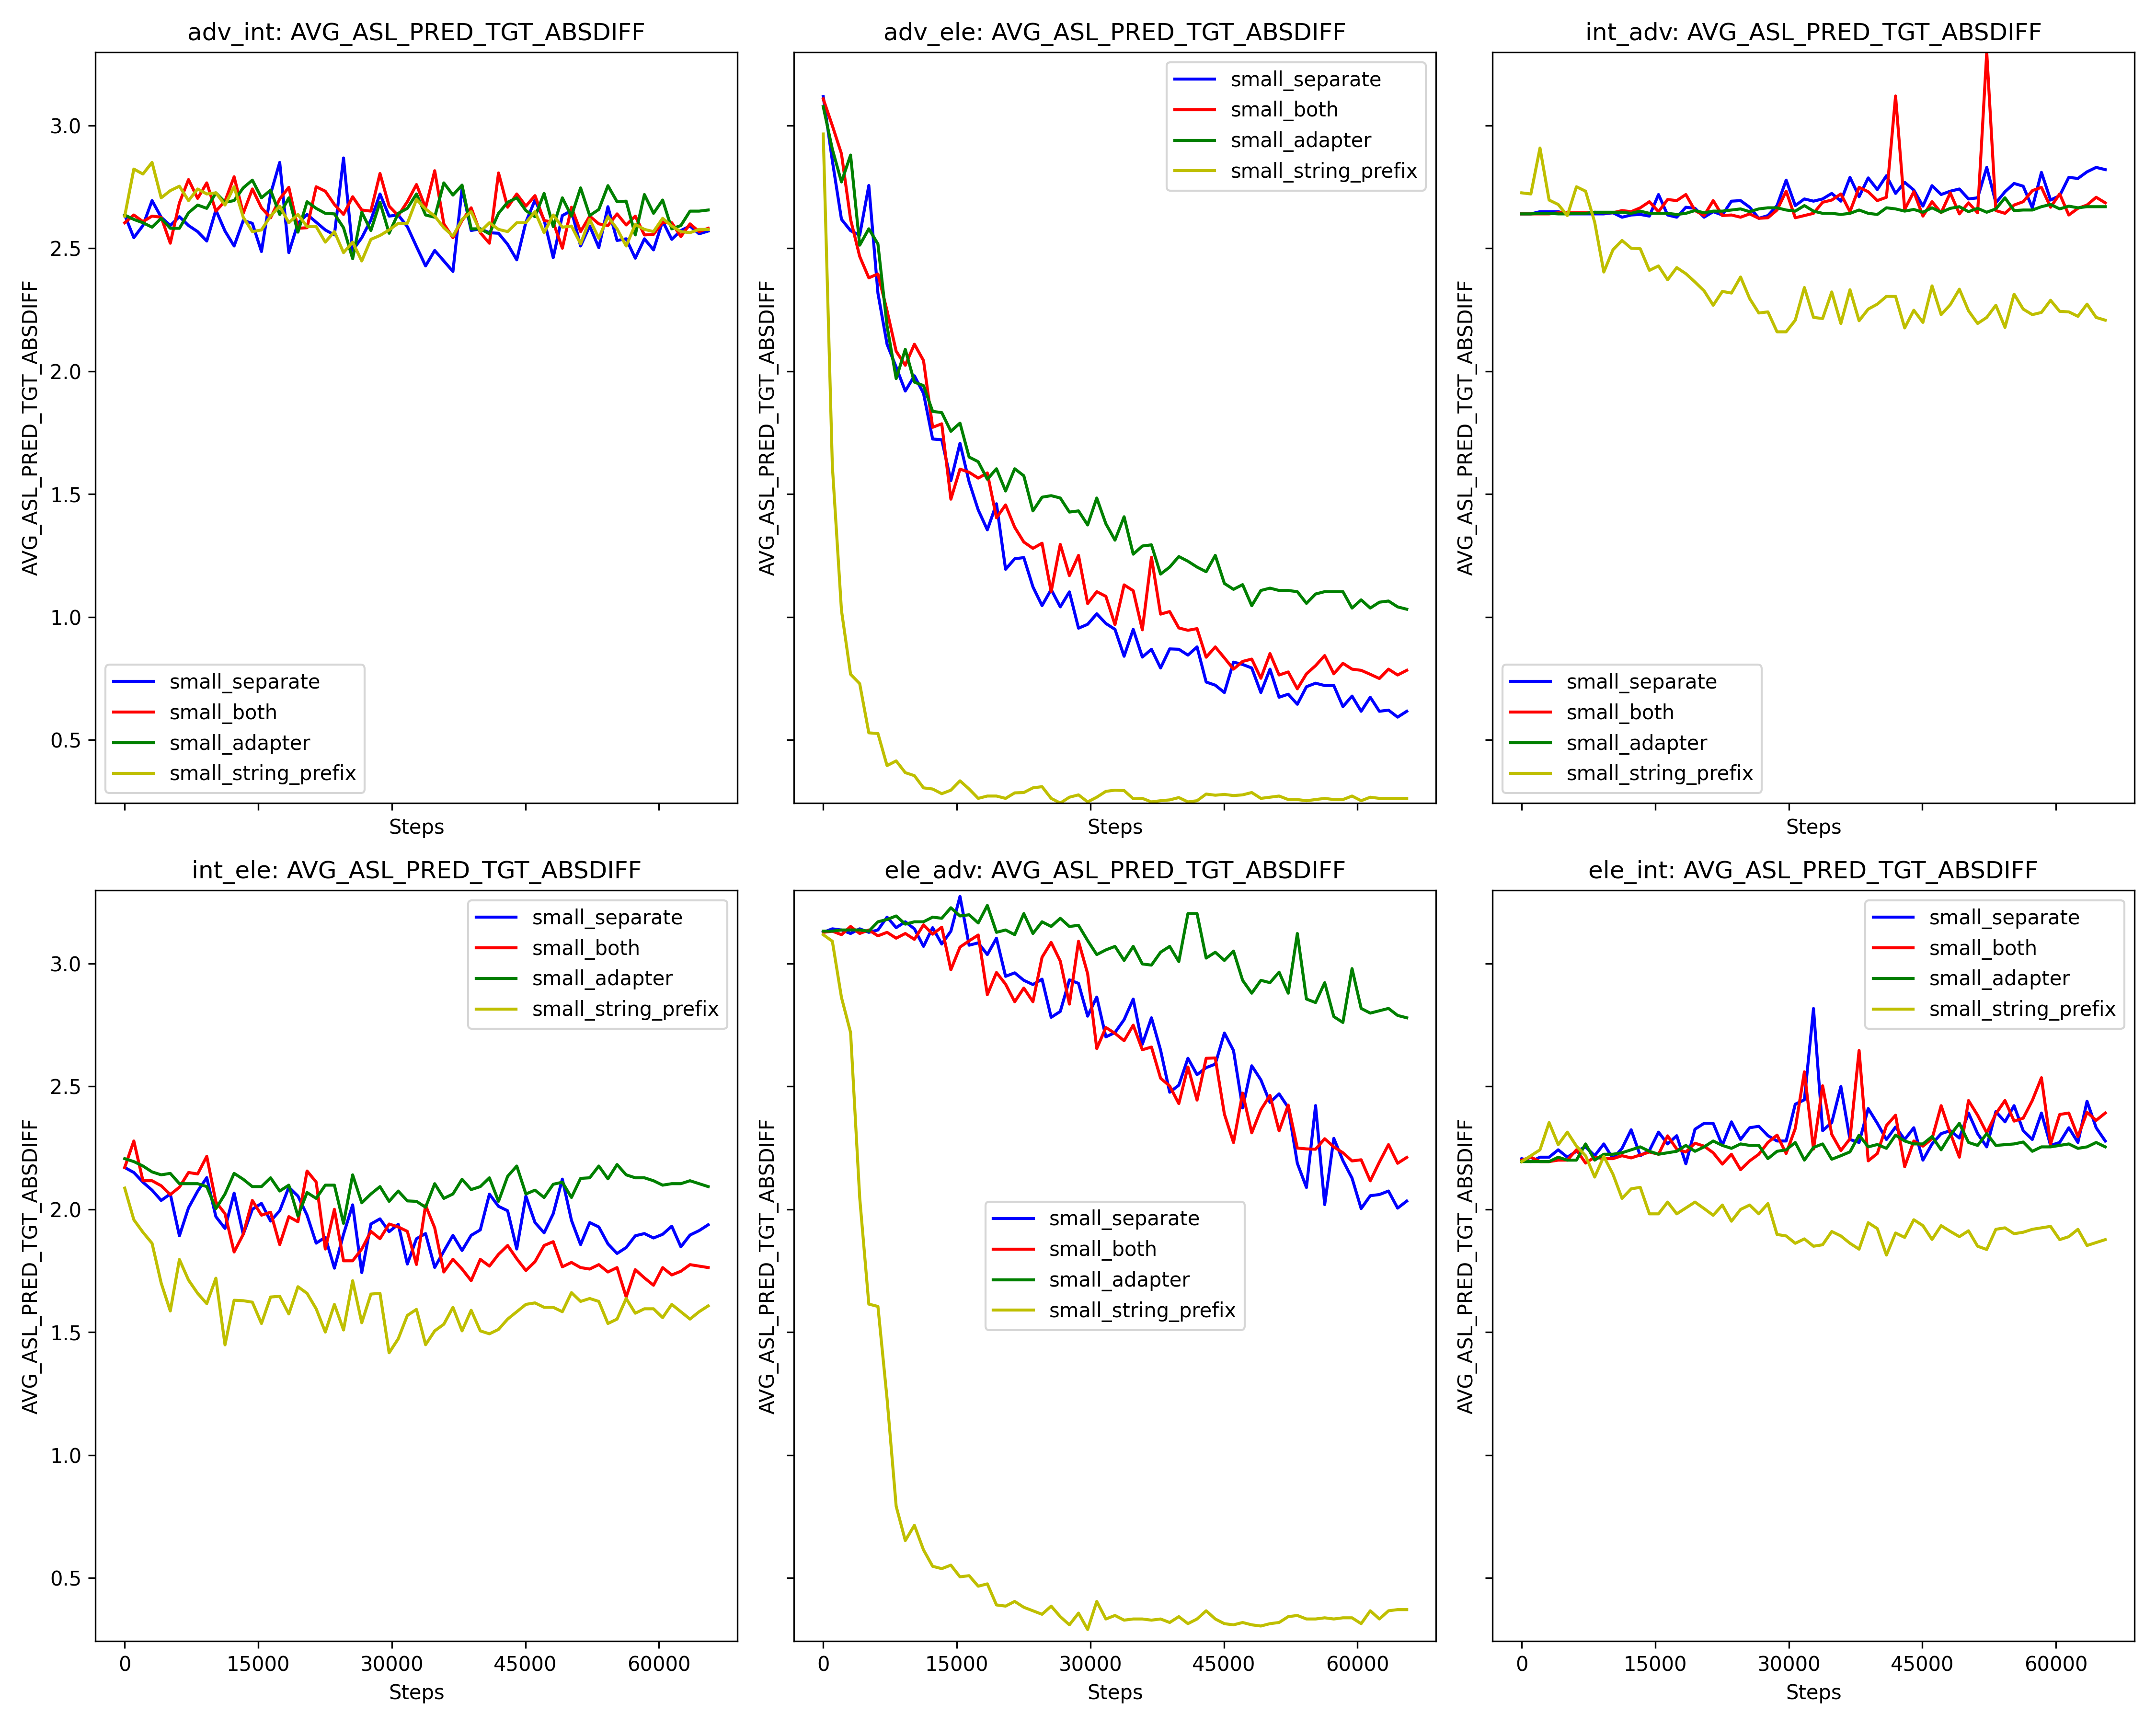 adv_int: AVG_ASL_PRED_TGT_ABSDIFF
AVG_ASL_PRED_TGT_ABSDIFF
3.0
2.5
2.0
1.5
1.0
0.5
small_separate
small_both
small_adapter
small_string_prefix
Steps
adv_ele: AVG_ASL_PRED_TGT_ABSDIFF
AVG_ASL_PRED_TGT_ABSDIFF
small_separate
small_both
small_adapter
small_string_prefix
Steps
int_adv: AVG_ASL_PRED_TGT_ABSDIFF
AVG_ASL_PRED_TGT_ABSDIFF
small_separate
small_both
small_adapter
small_string_prefix
Steps
int_ele: AVG_ASL_PRED_TGT_ABSDIFF
AVG_ASL_PRED_TGT_ABSDIFF
3.0
2.5
2.0
1.5
1.0
0.5
small_separate
small_both
small_adapter
small_string_prefix
0 15000 30000 45000 60000
Steps
ele_adv: AVG_ASL_PRED_TGT_ABSDIFF
AVG_ASL_PRED_TGT_ABSDIFF
small_separate
small_both
small_adapter
small_string_prefix
0 15000 30000 45000 60000
Steps
ele_int: AVG_ASL_PRED_TGT_ABSDIFF
AVG_ASL_PRED_TGT_ABSDIFF
small_separate
small_both
small_adapter
small_string_prefix
0 15000 30000 45000 60000
Steps